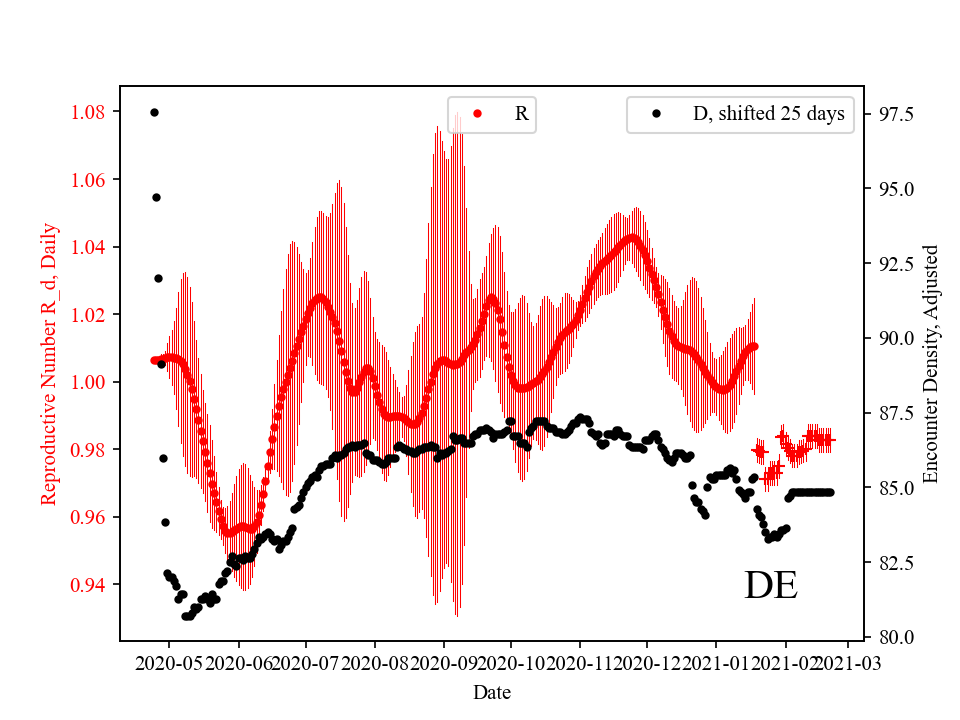 R
D, shifted 25 days
Reproductive Number R_d, Daily
1.08
1.06
1.04
1.02
1.00
0.98
0.96
0.94
97.5
95.0
92.5
90.0
87.5
85.0
82.5
80.0
Encounter Density, Adjusted
DE
2020-05 2020-06 2020-07 2020-08 2020-09 2020-10 2020-11 2020-12 2021-01 2021-02 2021-03
Date